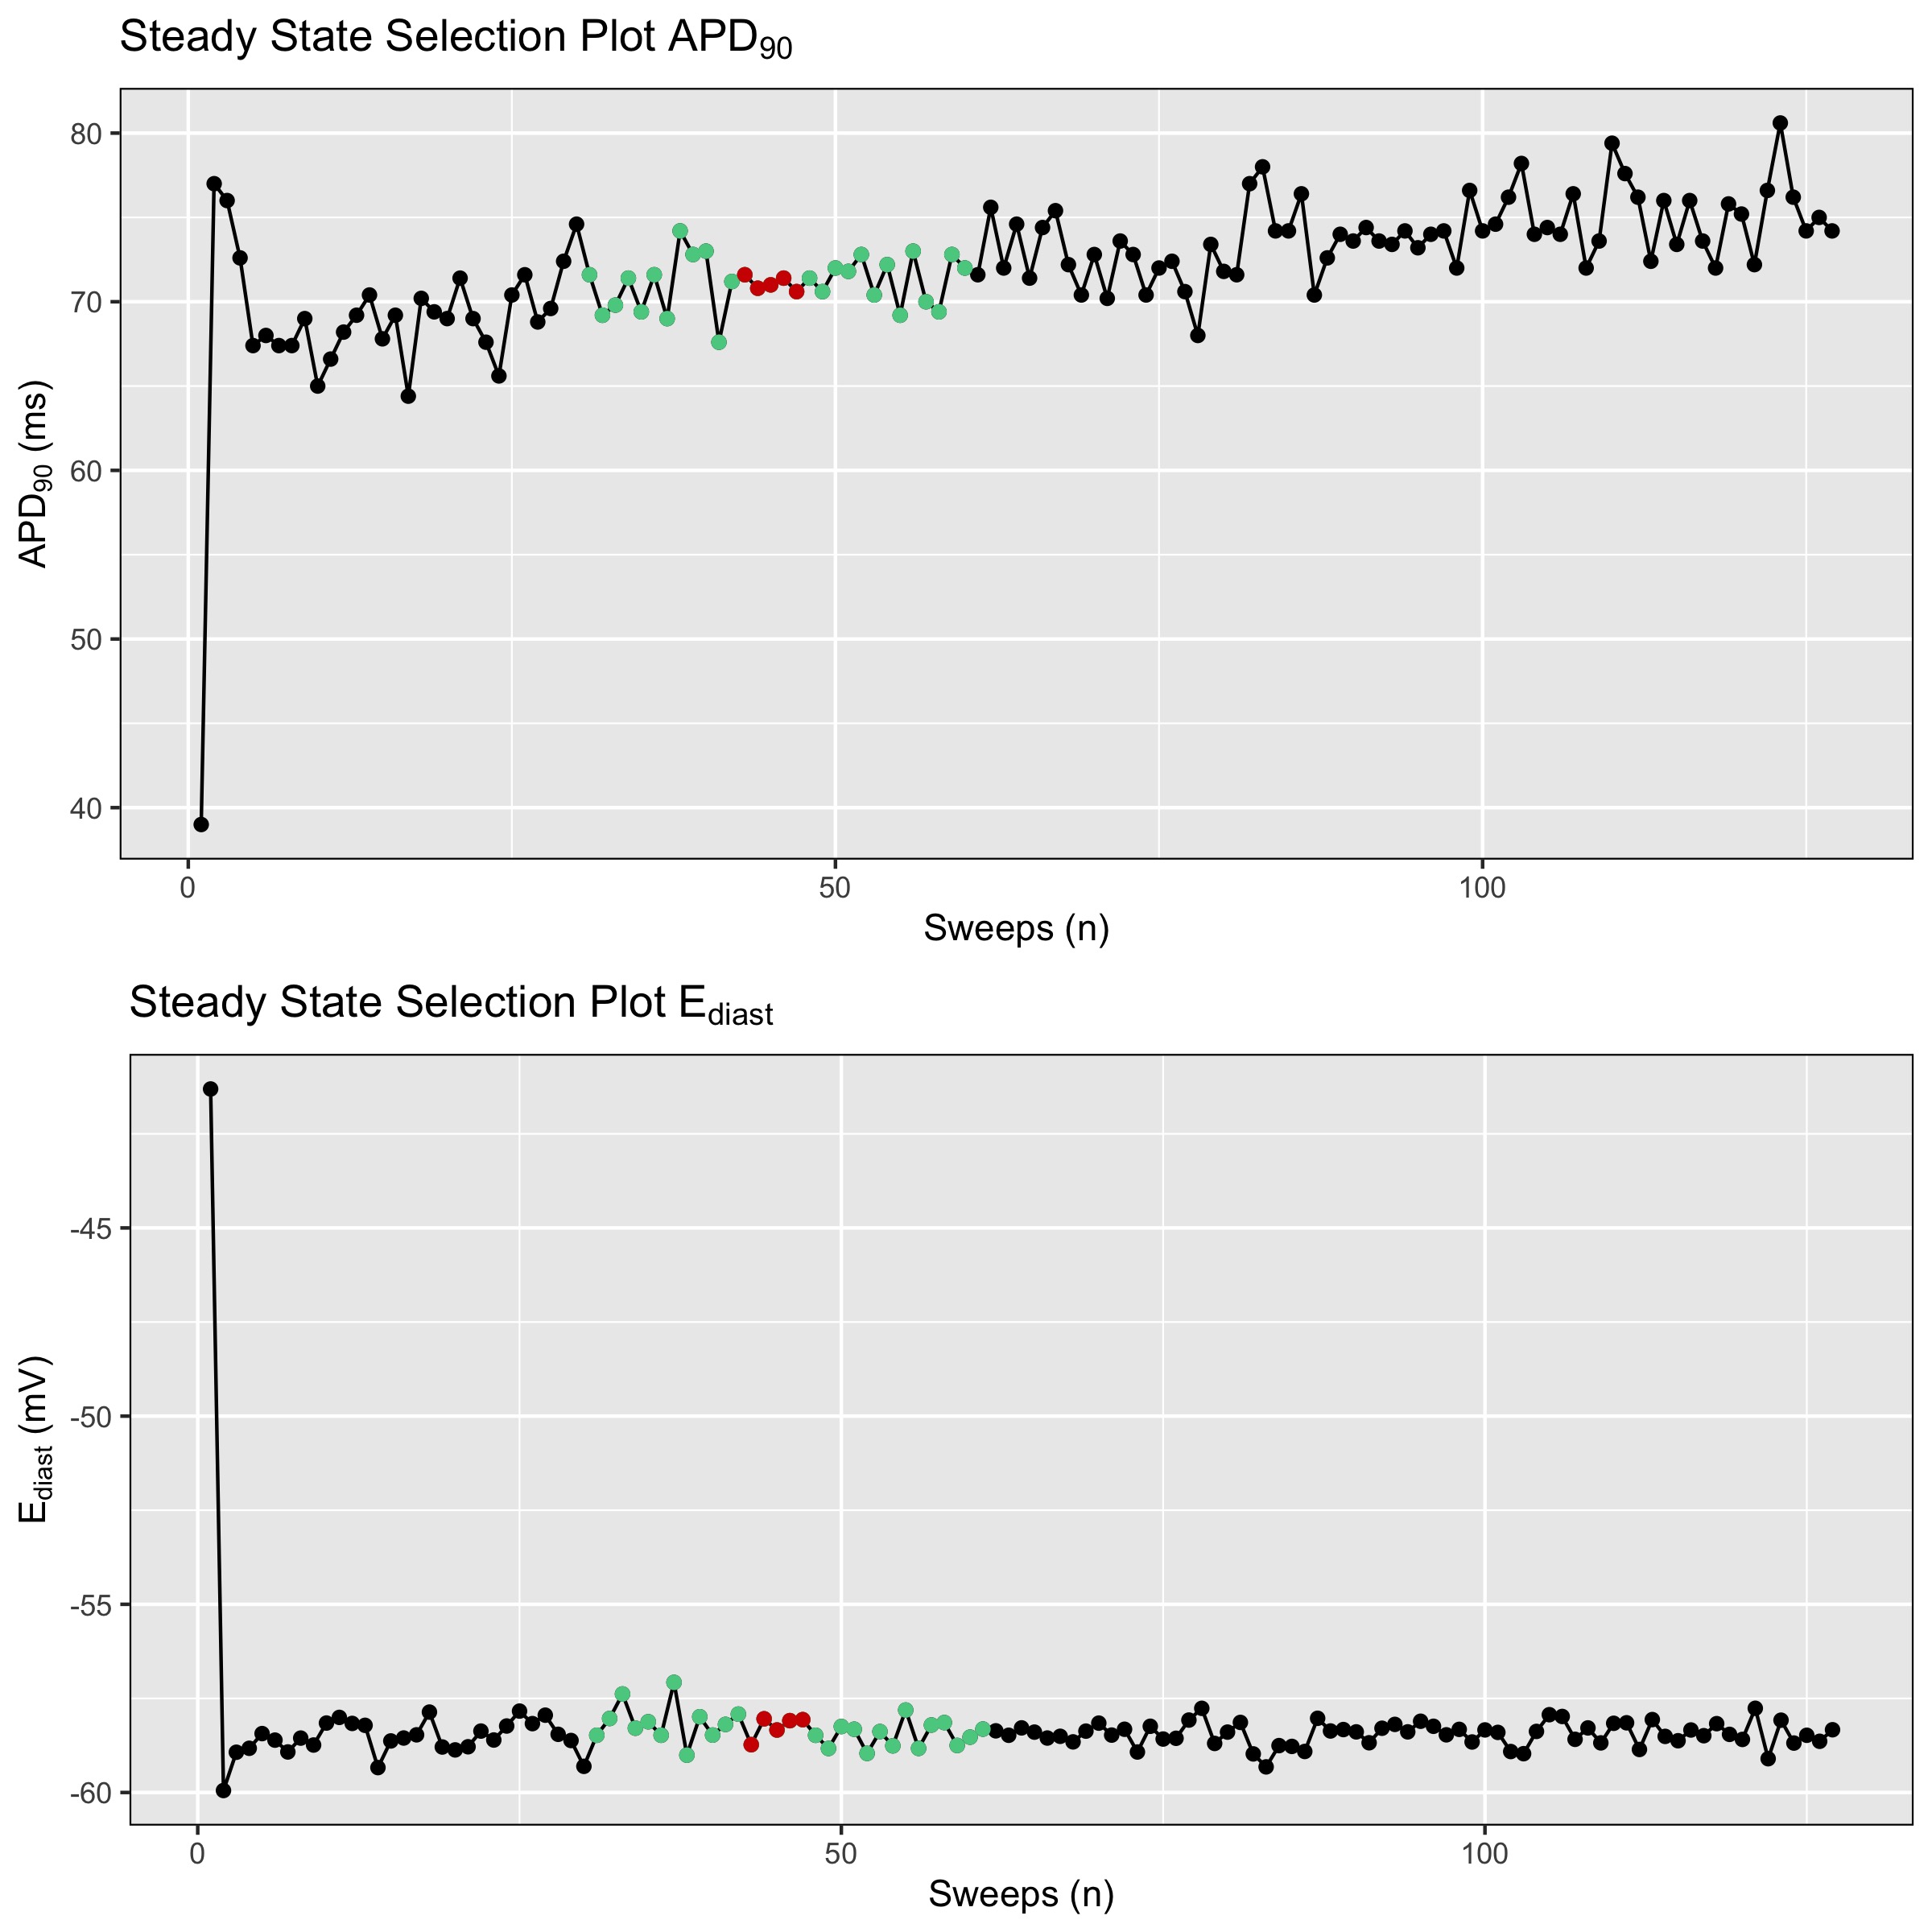 Steady State Selection Plot APD90
80
70
60
50
40
APD90 (ms)
0 50 100
Sweeps (n)
Steady State Selection Plot Ediast
-45
-50
-55
-60
Ediast (mV)
0 50 100
Sweeps (n)